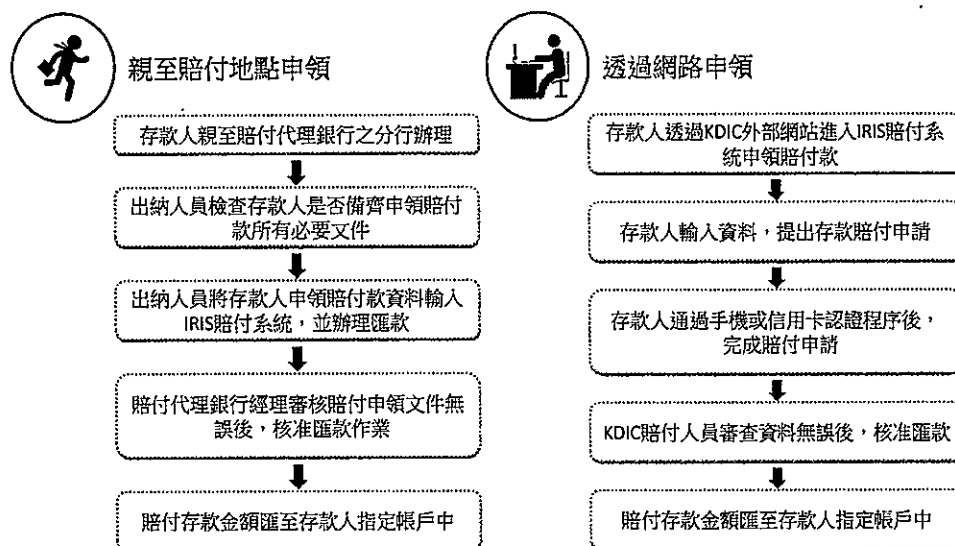 親至賠付地點申領
存款人親至賠付代理銀行之分行辦理
出納人員檢查存款人是否備齊申領賠付
款所有必要文件
出納人員將存款人申領賠付款資料輸入
IRIS賠付系統，並辦理匯款
賠付代理銀行經理審核賠付申領文件無
誤後，核准匯款作業
賠付存款金額匯至存款人指定帳戶中
透過網路申領
存款人透過KDIC外部網站進入IRIS賠付系
統申領賠付款
存款人輸入資料，提出存款賠付申請
存款人通過手機或信用卡認證程序後，
完成賠付申請
KDIC賠付人員審查資料無誤後，核准匯款
賠付存款金額匯至存款人指定帳戶中